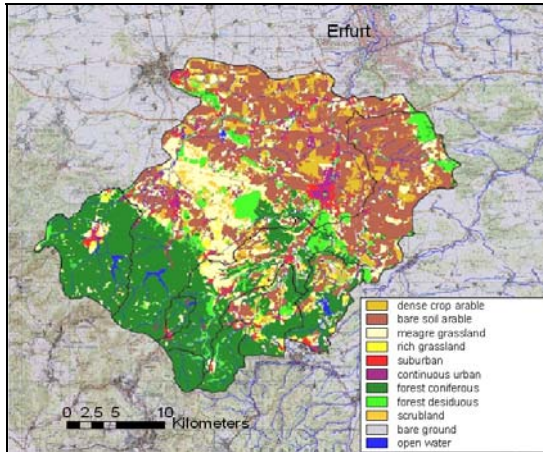 Erfurt
dense crop arable
bare soil arable
meagre grassland
rich grassland
suburban
continuous urban
forest coniferous
forest desiduous
scrubland
bare ground
open water
0 2.5 5 10
Kilometers